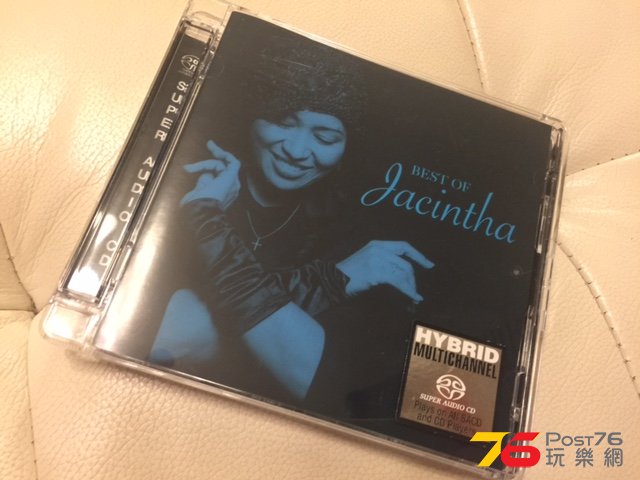 SUPER AUDIO CD
BEST OF
Jacintha
HYBRID
MULTICHANNEL
SUPER AUDIO CD
Plays on All SACD
and CD Players
76 POST76
玩樂網